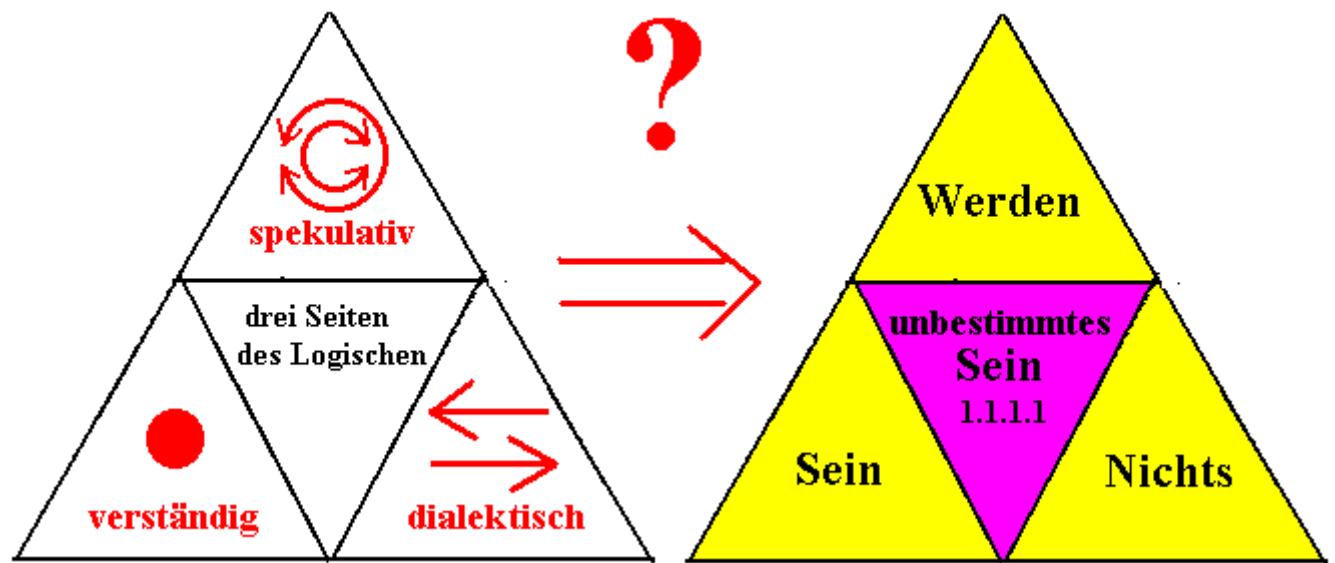 ?
spekulativ
drei Seiten
des Logischen
verständig
dialektisch
Werden
unbestimmtes
Sein
1.1.1.1
Sein
Nichts